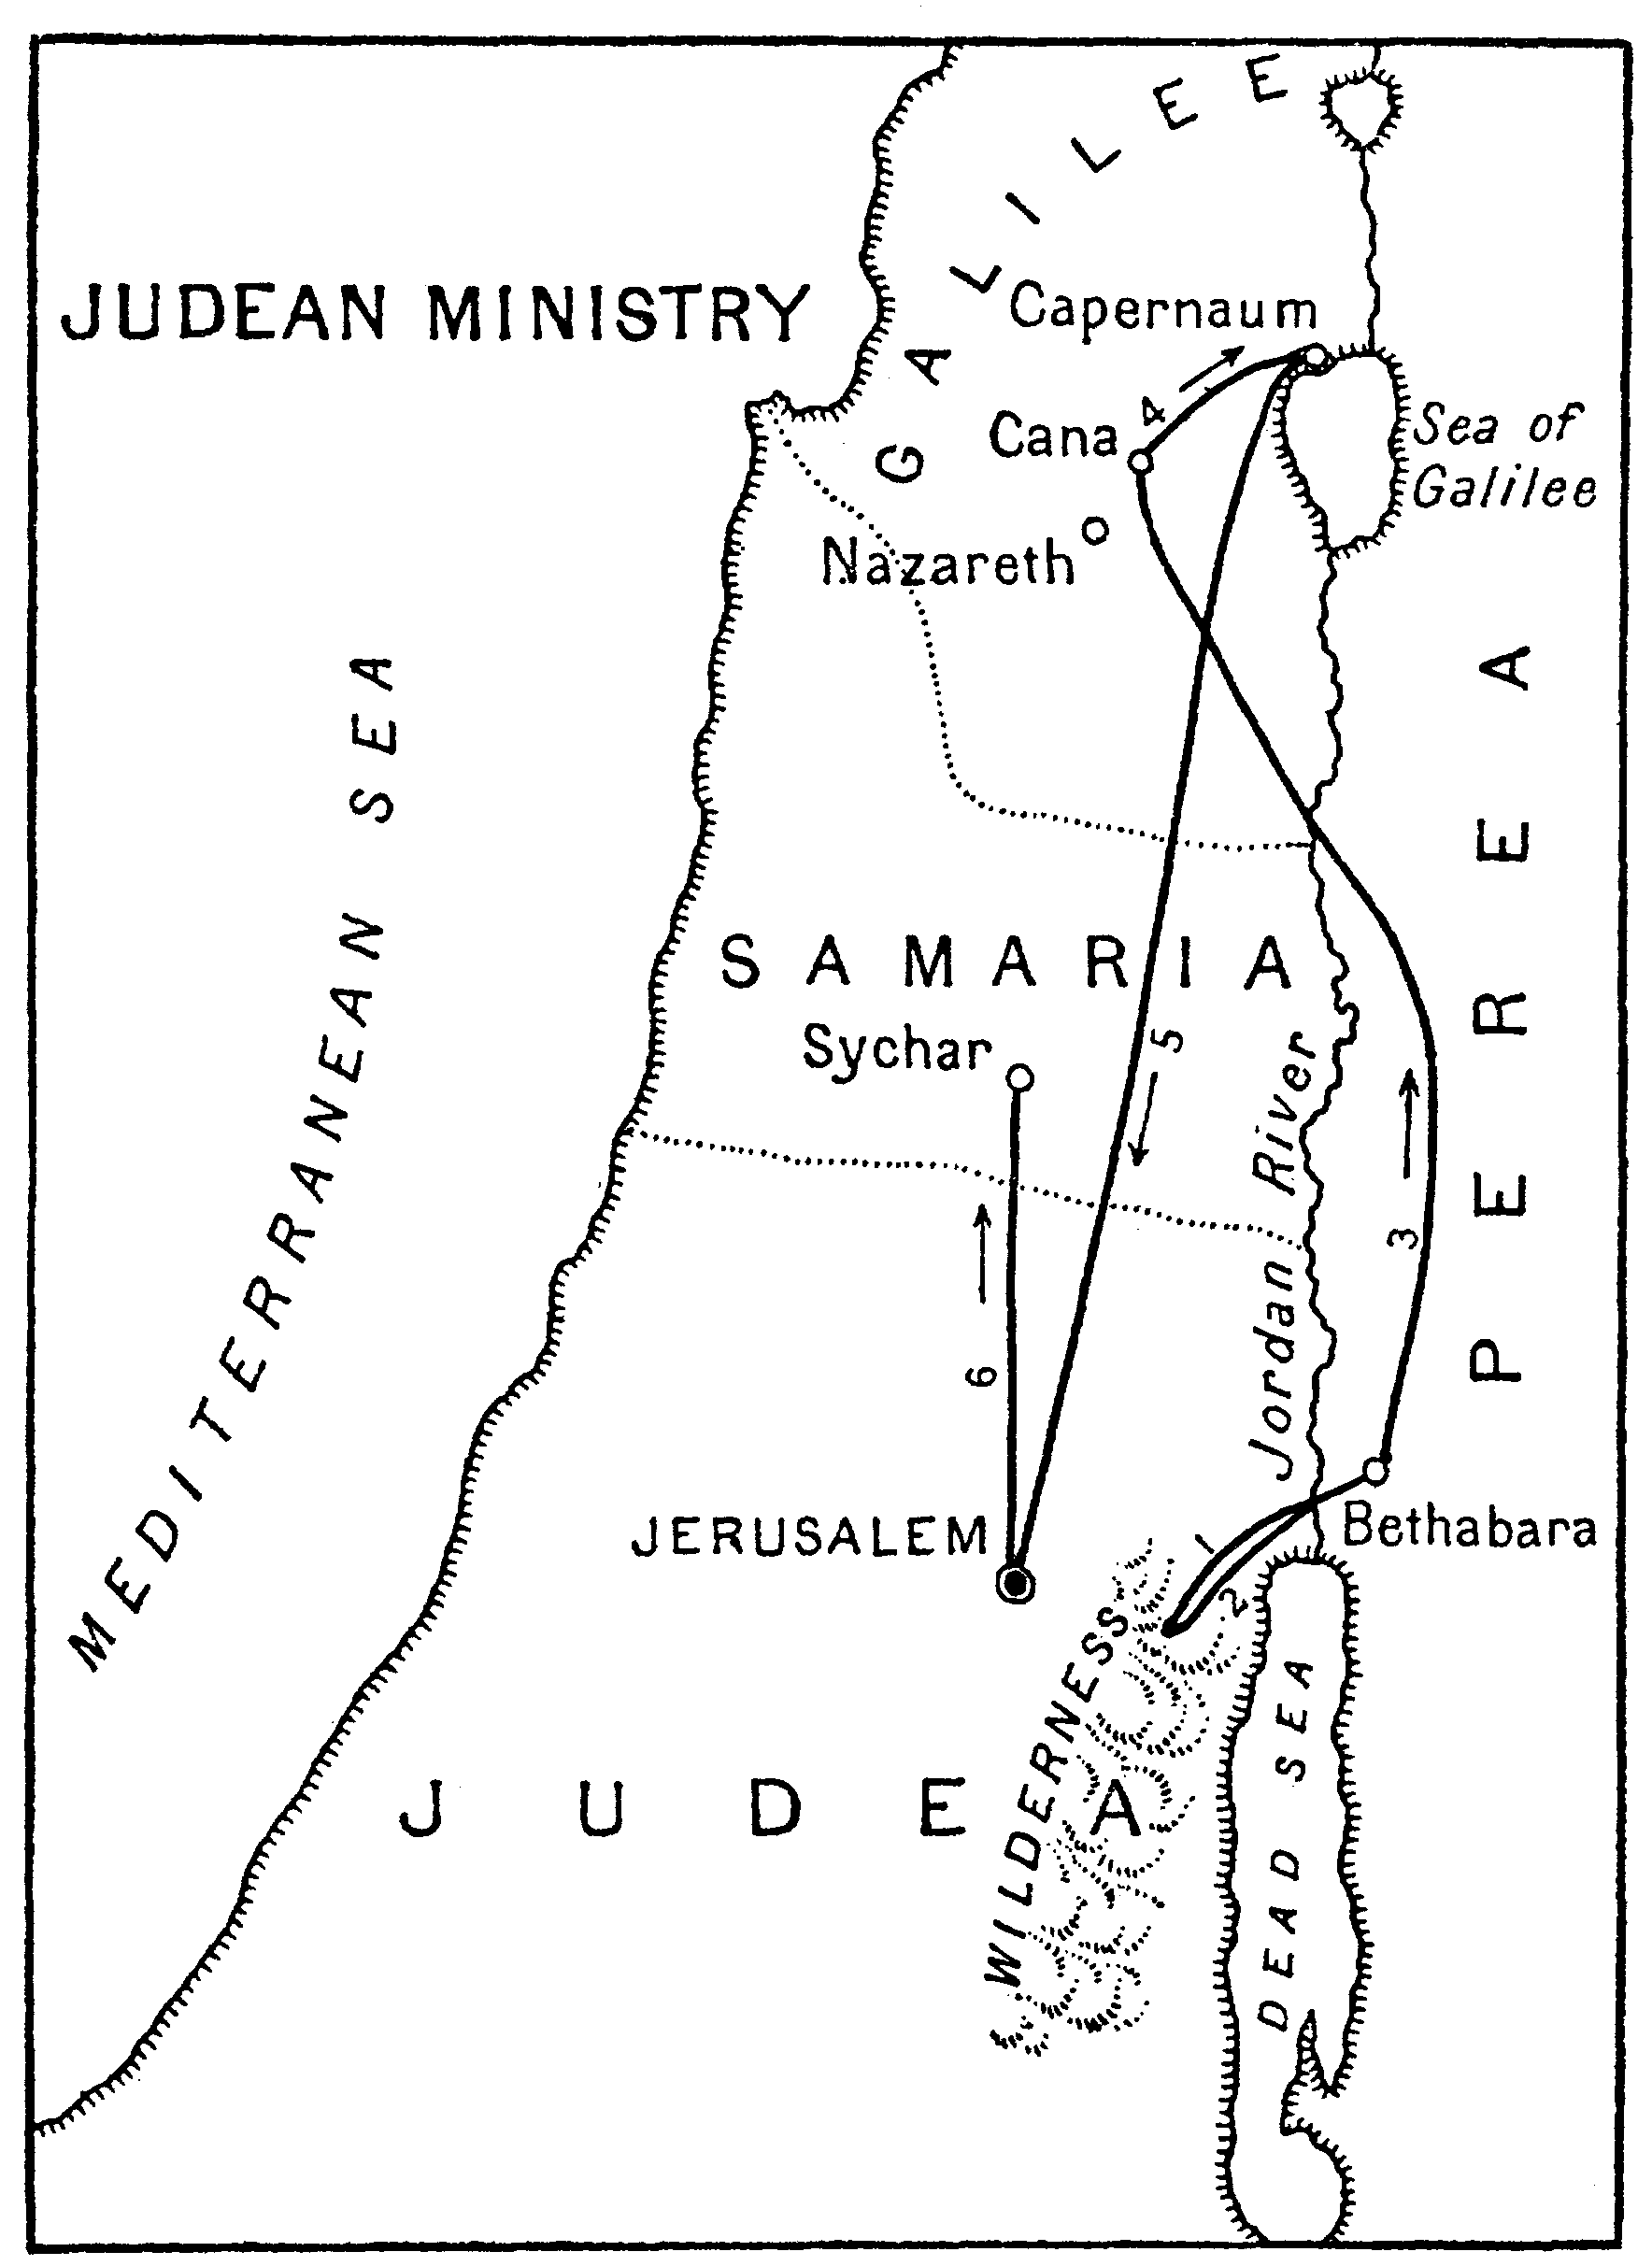 GALILEE
JUDEAN MINISTRY
Capernaum
4
Cana
Sea of
Galilee
Nazareth
MEDITERRANEAN SEA
PEREA
SAMARIA
5
Sychar
Jordan River
3
6
JERUSALEM
Bethabara
1
2
WILDERNESS
DEAD SEA
JUDEA